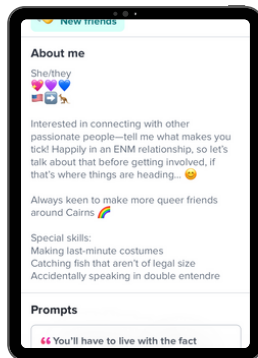 New friends
About me
She/they
💖💜💙
🇺🇸➡️🦘
Interested in connecting with other
passionate people—tell me what makes you
tick! Happily in an ENM relationship, so let's
talk about that before getting involved, if
that's where things are heading... 😊
Always keen to make more queer friends
around Cairns 🌈
Special skills:
Making last-minute costumes
Catching fish that aren't of legal size
Accidentally speaking in double entendre
Prompts
❝ You'll have to live with the fact